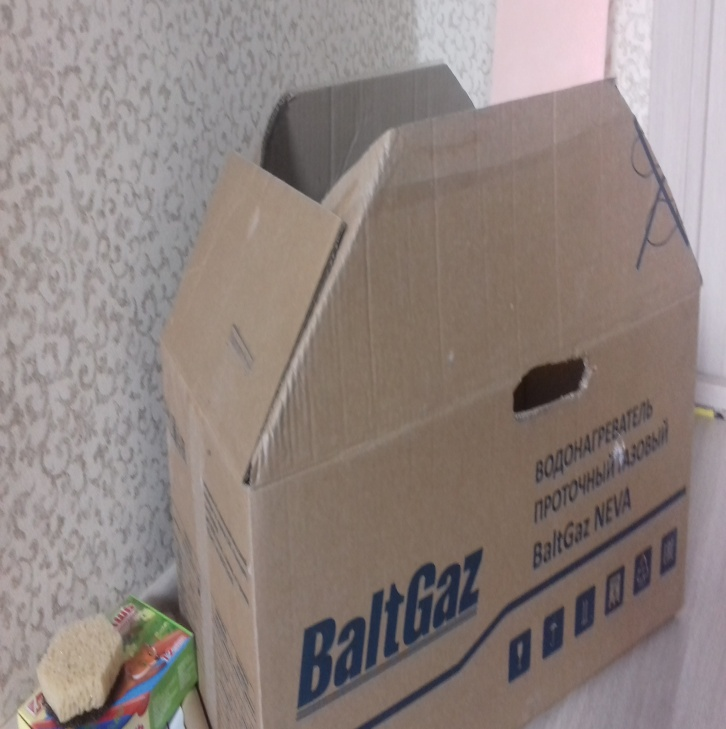 ВОДОНАГРЕВАТЕЛЬ
ПРОТОЧНЫЙ ГАЗОВЫЙ
BaltGaz NEVA
BaltGaz